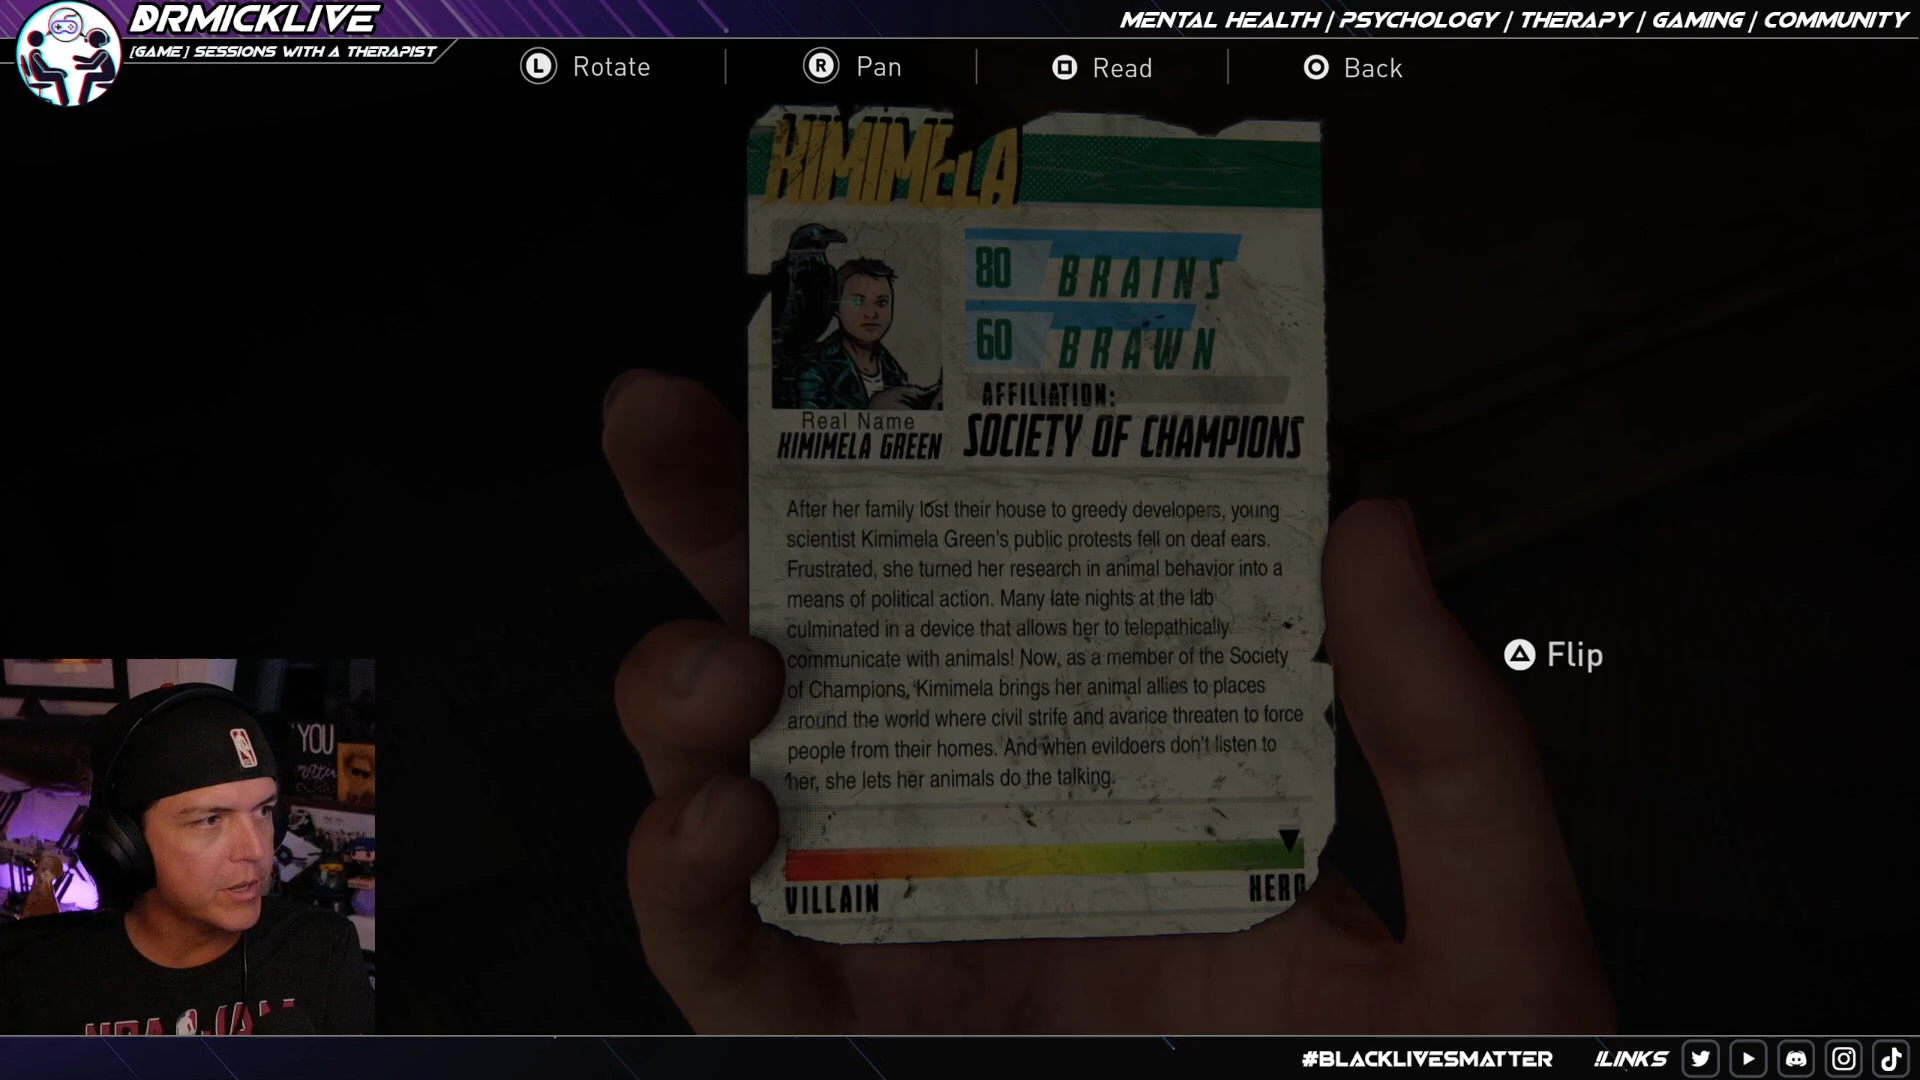 DRMICKLIVE
[GAME] SESSIONS WITH A THERAPIST
MENTAL HEALTH | PSYCHOLOGY | THERAPY | GAMING | COMMUNITY
L Rotate
R Pan
Read
Back
KIMIMELA
80 BRAINS
60 BRAWN
AFFILIATION:
SOCIETY OF CHAMPIONS
Real Name
KIMIMELA GREEN
After her family lost their house to greedy developers, young
scientist Kimimela Green's public protests fell on deaf ears.
Frustrated, she turned her research in animal behavior into a
means of political action. Many late nights at the lab
culminated in a device that allows her to telepathically
communicate with animals! Now, as a member of the Society
of Champions, Kimimela brings her animal allies to places
around the world where civil strife and avarice threaten to force
people from their homes. And when evildoers don't listen to
her, she lets her animals do the talking.
VILLAIN
HERO
Flip
YOU
NBA JAM
#BLACKLIVESMATTER
!LINKS